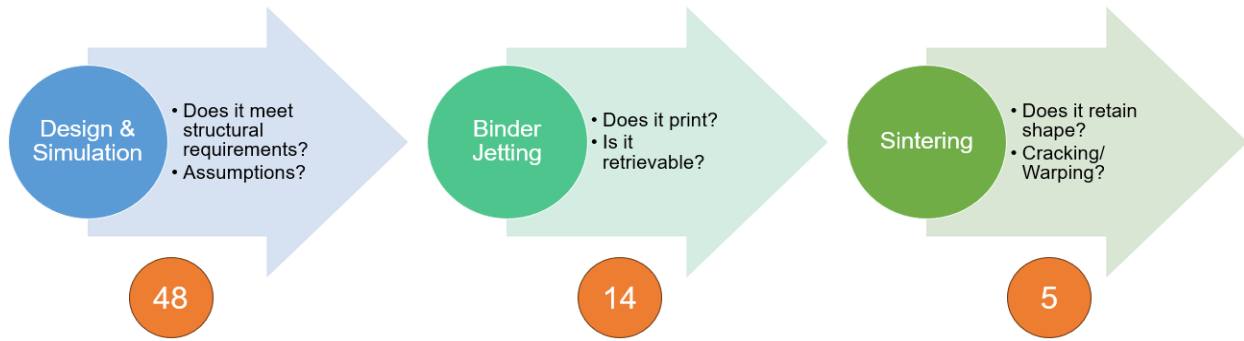 Design &
Simulation
• Does it meet
structural
requirements?
• Assumptions?
48
Binder
Jetting
• Does it print?
• Is it
retrievable?
14
Sintering
• Does it retain
shape?
• Cracking/
Warping?
5